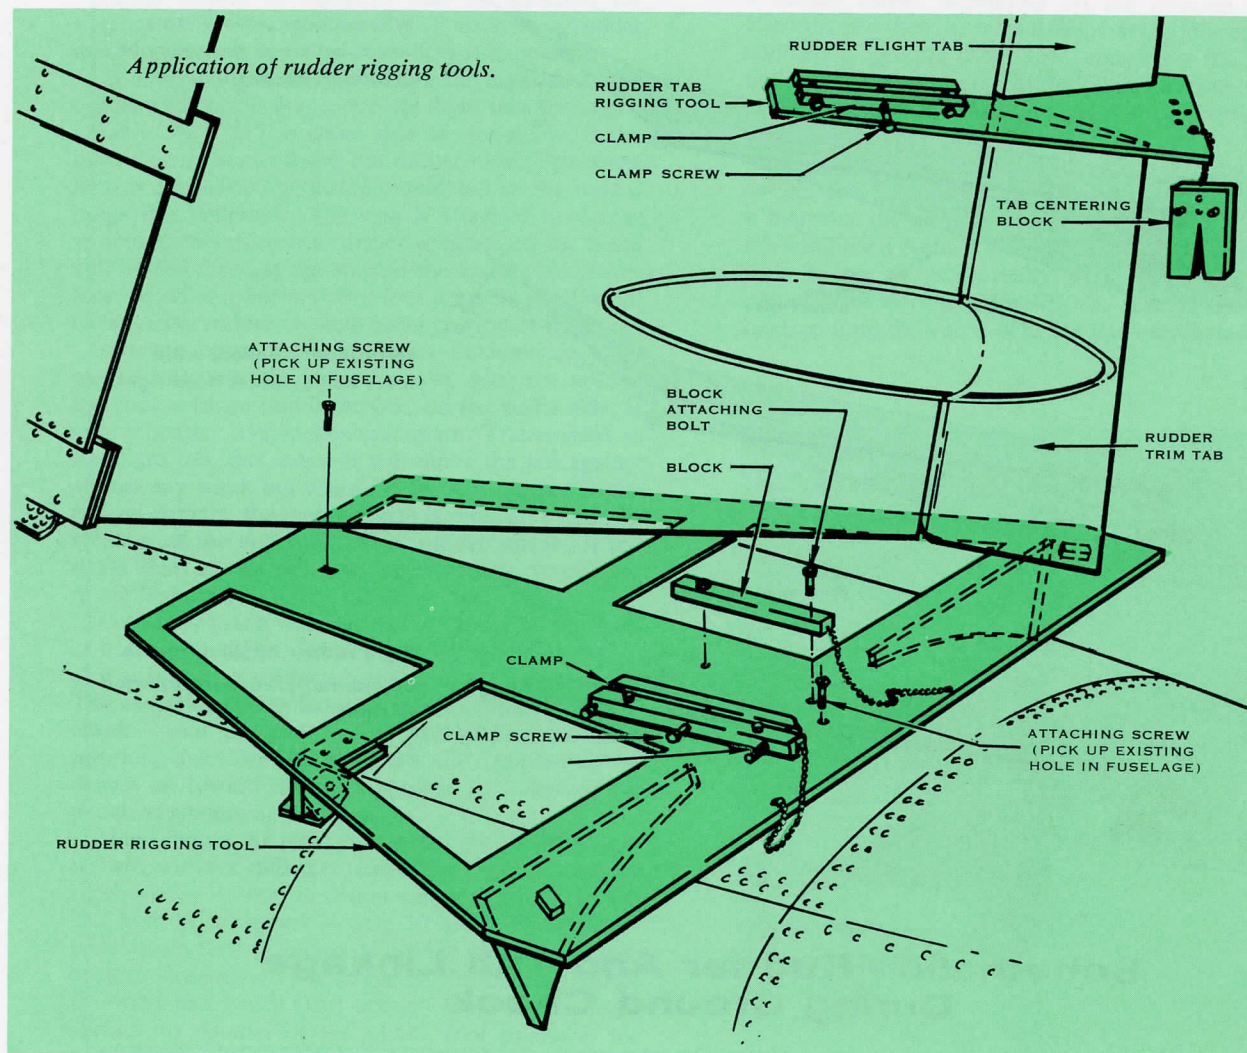 Application of rudder rigging tools.
RUDDER FLIGHT TAB
RUDDER TAB
RIGGING TOOL
CLAMP
CLAMP SCREW
TAB CENTERING
BLOCK
ATTACHING SCREW
(PICK UP EXISTING
HOLE IN FUSELAGE)
BLOCK
ATTACHING
BOLT
BLOCK
RUDDER
TRIM TAB
CLAMP
CLAMP SCREW
ATTACHING SCREW
(PICK UP EXISTING
HOLE IN FUSELAGE)
RUDDER RIGGING TOOL